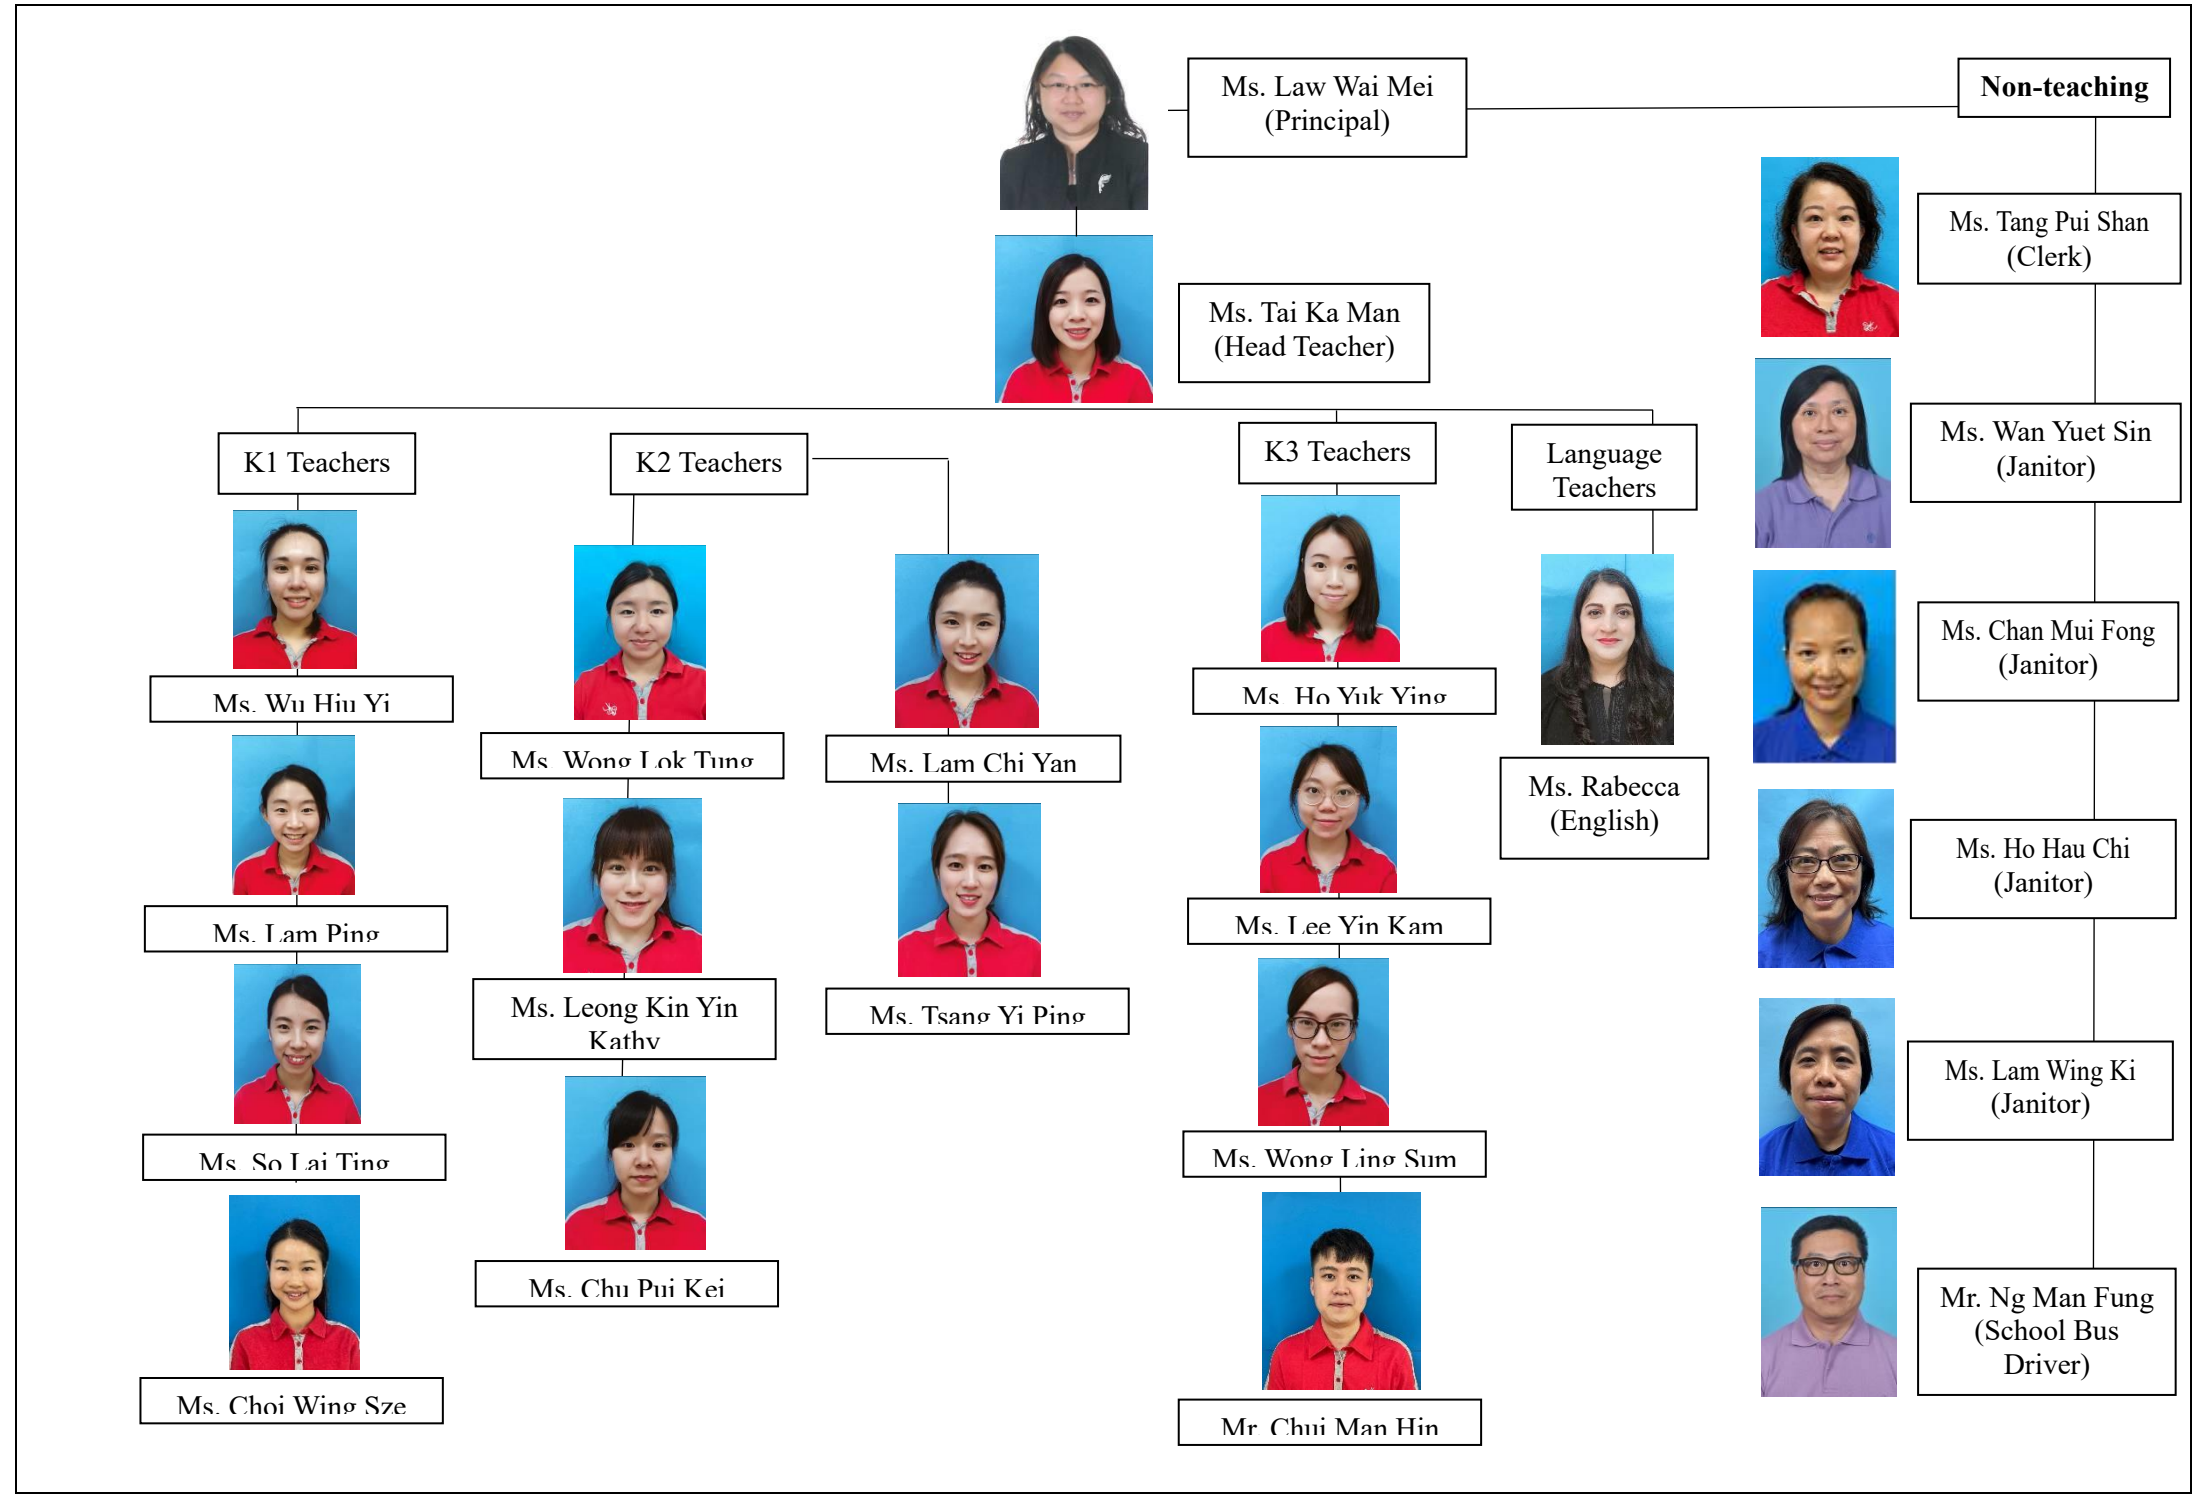 Ms. Law Wai Mei
(Principal)
Non-teaching
Ms. Tai Ka Man
(Head Teacher)
K1 Teachers
Ms. Wu Hiu Yi
Ms. Lam Ping
Ms. So Lai Ting
Ms. Choi Wing Sze
K2 Teachers
Ms. Wong Lok Tung
Ms. Leong Kin Yin
Kathy
Ms. Chu Pui Kei
Ms. Lam Chi Yan
Ms. Tsang Yi Ping
K3 Teachers
Ms. Ho Yuk Ying
Ms. Lee Yin Kam
Ms. Wong Ling Sum
Mr. Chui Man Hin
Language
Teachers
Ms. Rabecca
(English)
Ms. Tang Pui Shan
(Clerk)
Ms. Wan Yuet Sin
(Janitor)
Ms. Chan Mui Fong
(Janitor)
Ms. Ho Hau Chi
(Janitor)
Ms. Lam Wing Ki
(Janitor)
Mr. Ng Man Fung
(School Bus
Driver)